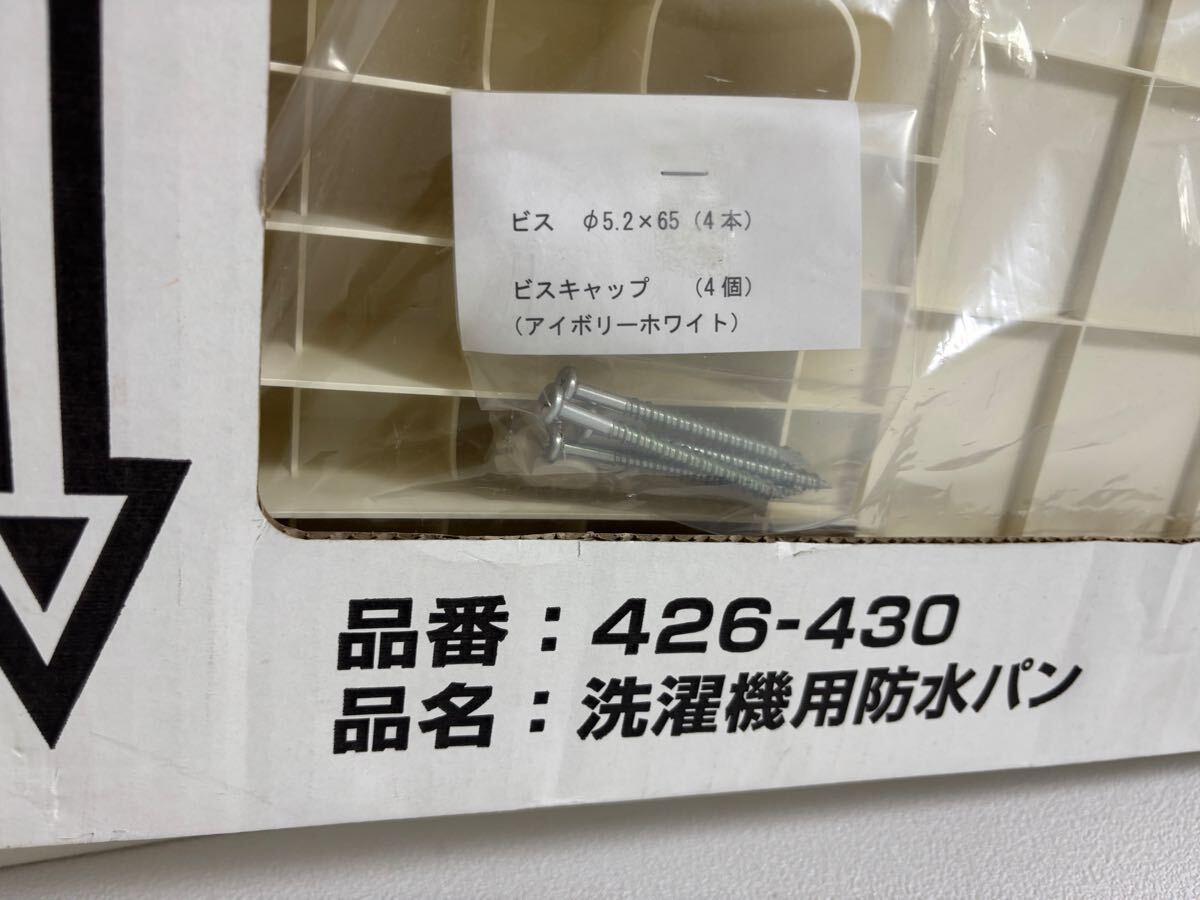 ビス φ5.2×65(4本)
ビスキャップ (4個)
(アイボリーホワイト)
品番:426-430
品名:洗濯機用防水パン